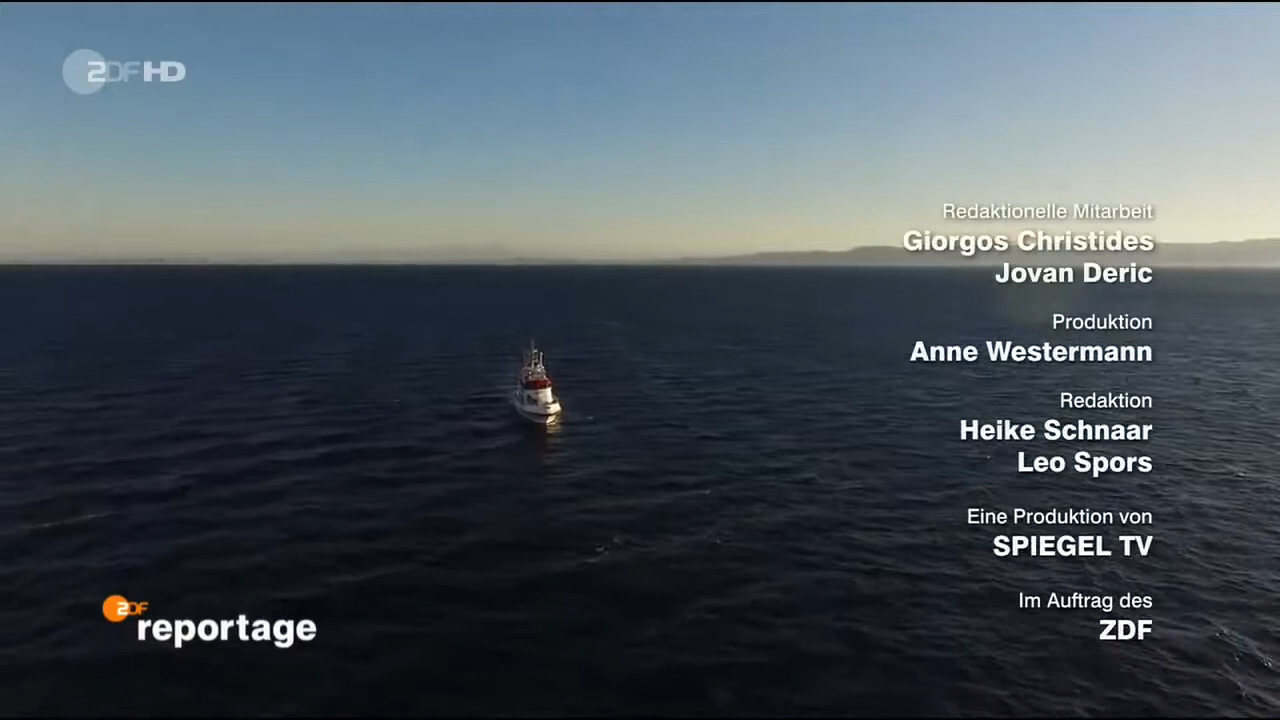 ZDF HD
Redaktionelle Mitarbeit
Giorgos Christides
Jovan Deric
Produktion
Anne Westermann
Redaktion
Heike Schnaar
Leo Spors
Eine Produktion von
SPIEGEL TV
Im Auftrag des
ZDF
ZDF
reportage